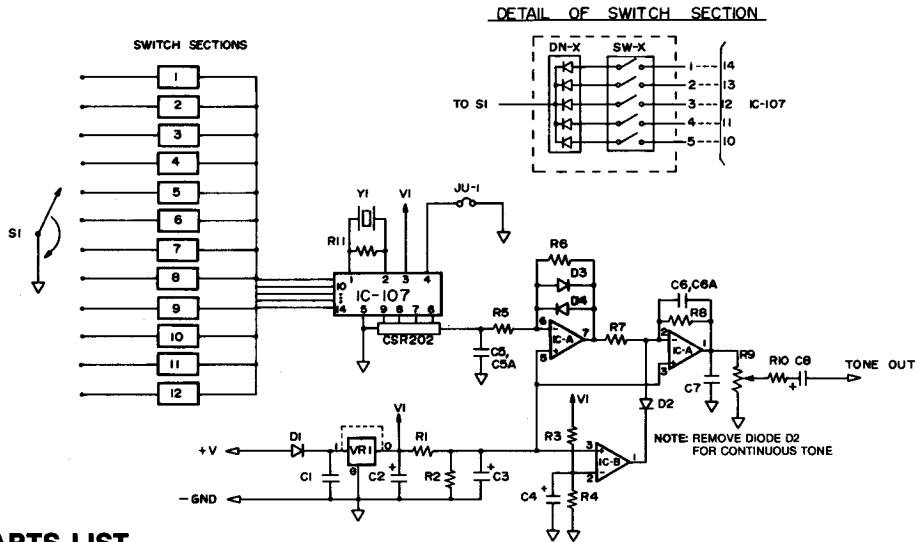 DETAIL OF SWITCH SECTION
SWITCH SECTIONS
DN-X
SW-X
1 --- 14
2 --- 13
TO S1
3 --- 12
IC-107
4 --- 11
5 --- 10
1
2
3
4
5
6
7
8
9
10
11
12
S1
Y1
V1
JU-1
R11
1 2 3 4
10
14
IC-107
5 9 8 7 6
CSR202
R5
C5,
C5A
R6
D3
D4
6
IC-A
7
5
R7
C6,C6A
R8
2
IC-A
1
3
R9
R10 C8
+
TONE OUT
C7
D2
NOTE: REMOVE DIODE D2
FOR CONTINUOUS TONE
V1
V1
+V
D1
I
VR1
O
R1
R3
3
IC-B
1
2
G
C1
+
C2
R2
+
C3
C4
+
R4
-GND
PARTS LIST